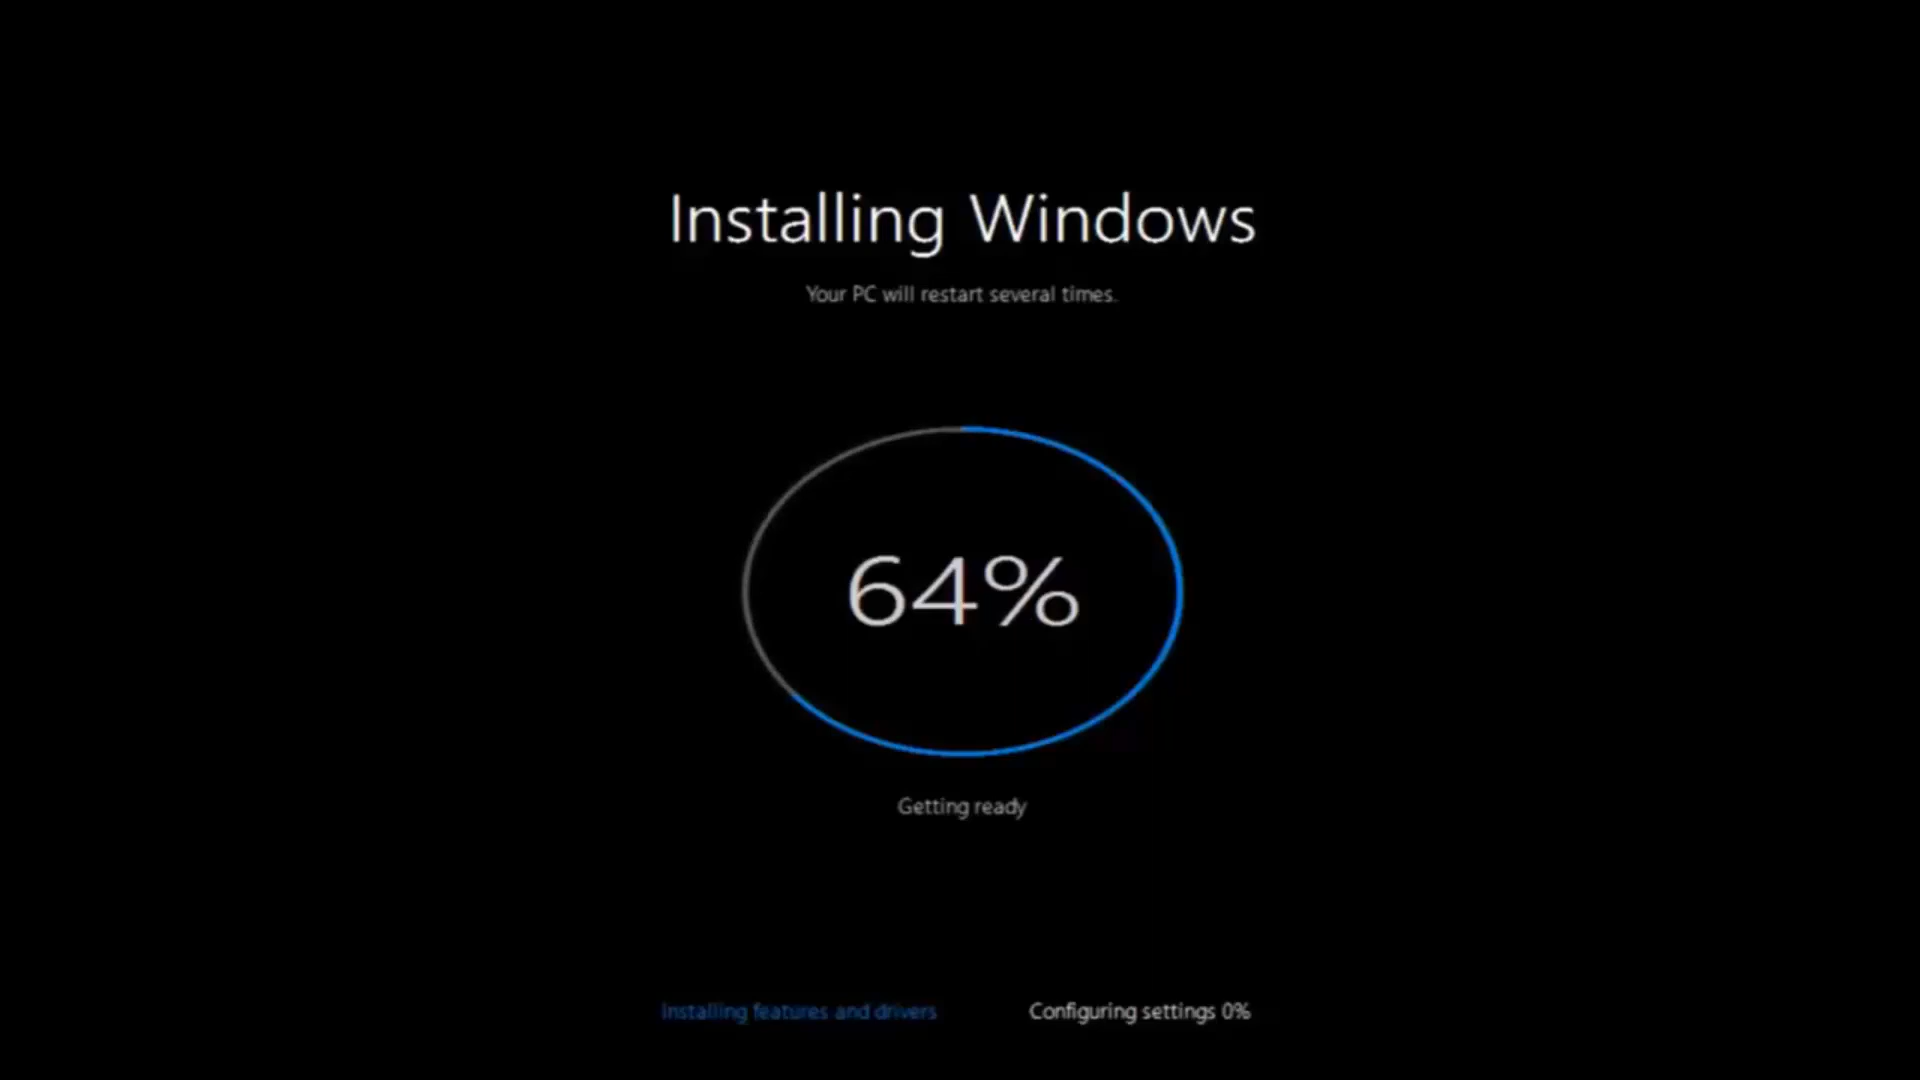 Installing Windows
Your PC will restart several times.
64%
Getting ready
Installing features and drivers
Configuring settings 0%